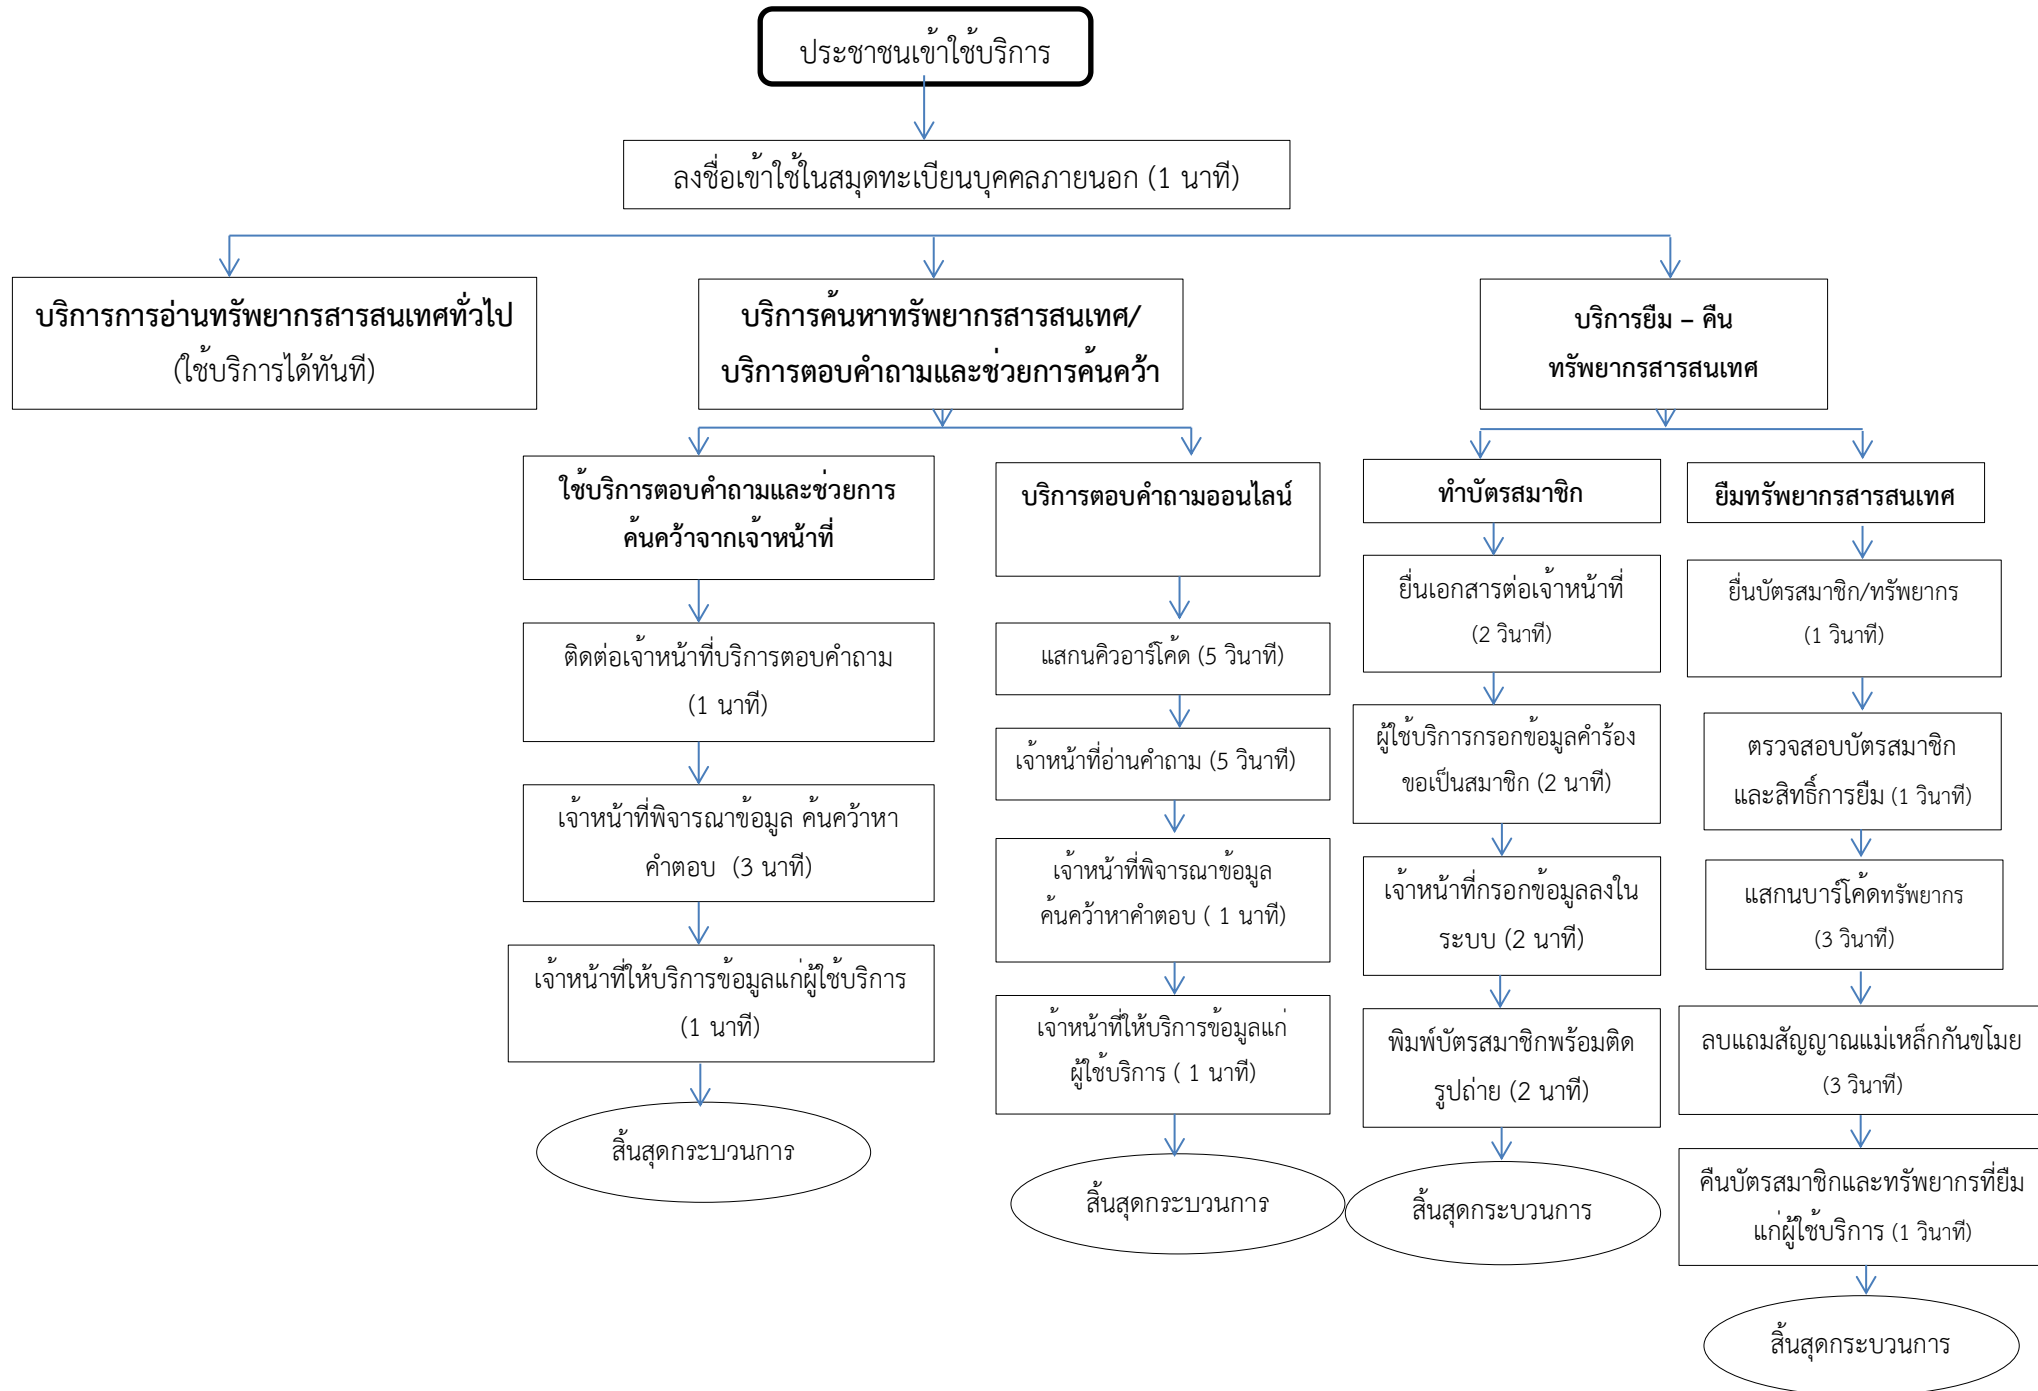 ประชาชนเข้าใช้บริการ
ลงชื่อเข้าใช้ในสมุดทะเบียนบุคคลภายนอก (1 นาที)
บริการการอ่านทรัพยากรสารสนเทศทั่วไป
(ใช้บริการได้ทันที)
บริการค้นหาทรัพยากรสารสนเทศ/
บริการตอบคำถามและช่วยการค้นคว้า
บริการยืม – คืน
ทรัพยากรสารสนเทศ
ใช้บริการตอบคำถามและช่วยการ
ค้นคว้าจากเจ้าหน้าที่
ติดต่อเจ้าหน้าที่บริการตอบคำถาม
(1 นาที)
เจ้าหน้าที่พิจารณาข้อมูล ค้นคว้าหา
คำตอบ (3 นาที)
เจ้าหน้าที่ให้บริการข้อมูลแก่ผู้ใช้บริการ
(1 นาที)
สิ้นสุดกระบวนการ
บริการตอบคำถามออนไลน์
แสกนคิวอาร์โค้ด (5 วินาที)
เจ้าหน้าที่อ่านคำถาม (5 วินาที)
เจ้าหน้าที่พิจารณาข้อมูล
ค้นคว้าหาคำตอบ ( 1 นาที)
เจ้าหน้าที่ให้บริการข้อมูลแก่
ผู้ใช้บริการ ( 1 นาที)
สิ้นสุดกระบวนการ
ทำบัตรสมาชิก
ยื่นเอกสารต่อเจ้าหน้าที่
(2 วินาที)
ผู้ใช้บริการกรอกข้อมูลคำร้อง
ขอเป็นสมาชิก (2 นาที)
เจ้าหน้าที่กรอกข้อมูลลงใน
ระบบ (2 นาที)
พิมพ์บัตรสมาชิกพร้อมติด
รูปถ่าย (2 นาที)
สิ้นสุดกระบวนการ
ยืมทรัพยากรสารสนเทศ
ยื่นบัตรสมาชิก/ทรัพยากร
(1 วินาที)
ตรวจสอบบัตรสมาชิก
และสิทธิ์การยืม (1 วินาที)
แสกนบาร์โค้ดทรัพยากร
(3 วินาที)
ลบแถมสัญญาณแม่เหล็กกันขโมย
(3 วินาที)
คืนบัตรสมาชิกและทรัพยากรที่ยืม
แก่ผู้ใช้บริการ (1 วินาที)
สิ้นสุดกระบวนการ